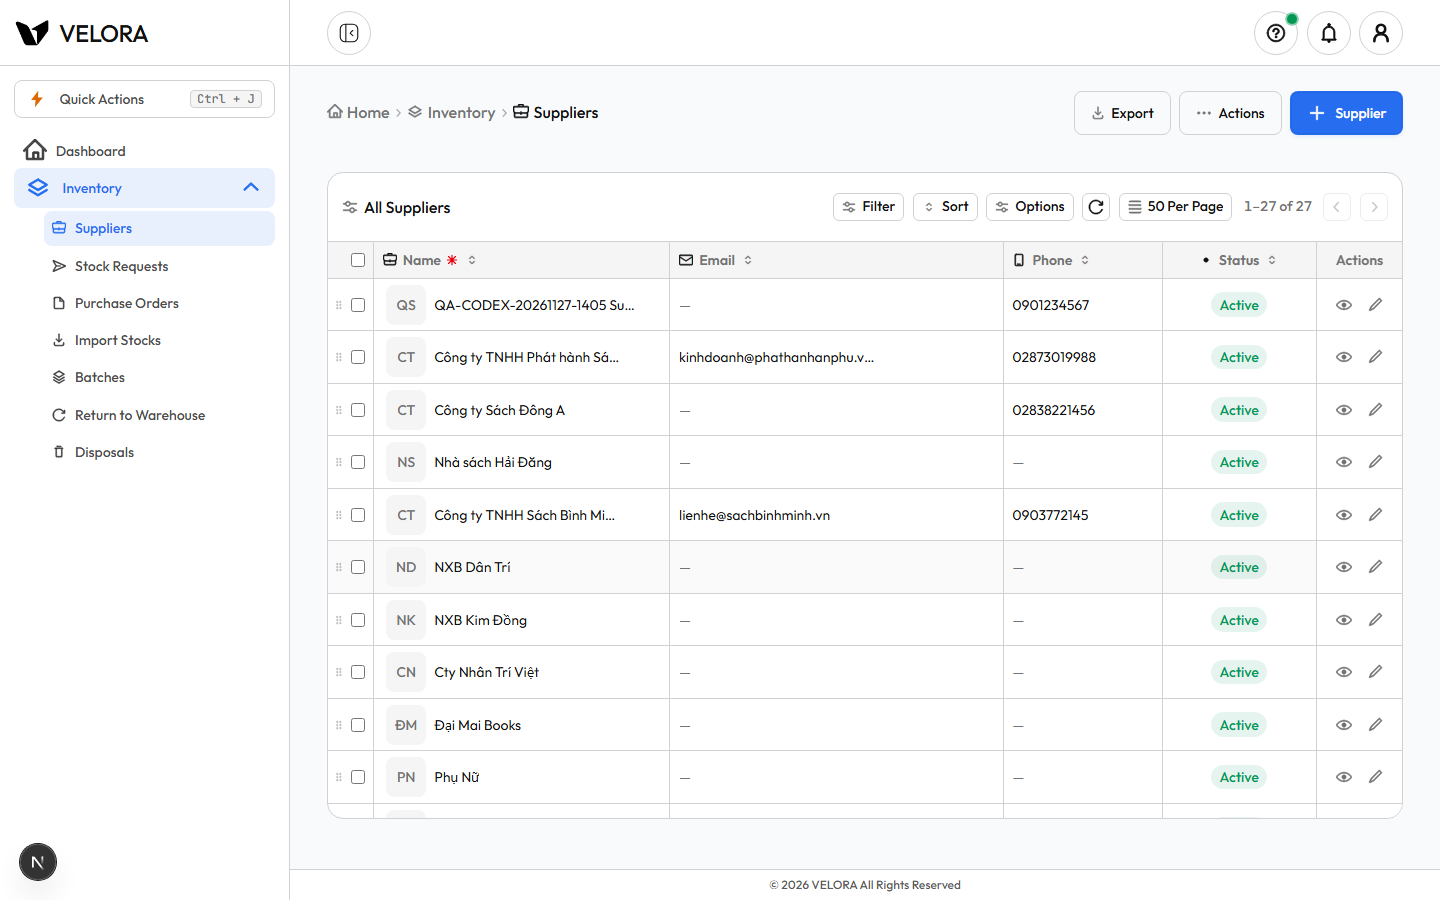 VELORA
Quick Actions Ctrl + J
Dashboard
Inventory
Suppliers
Stock Requests
Purchase Orders
Import Stocks
Batches
Return to Warehouse
Disposals
N
Home Inventory Suppliers
Export
Actions
Supplier
All Suppliers
Filter
Sort
Options
50 Per Page
1–27 of 27
Name Email Phone Status Actions
QS QA-CODEX-20261127-1405 Su... — 0901234567 Active
CT Công ty TNHH Phát hành Sá... kinhdoanh@phathanhanphu.v... 02873019988 Active
CT Công ty Sách Đông A — 02838221456 Active
NS Nhà sách Hải Đăng — — Active
CT Công ty TNHH Sách Bình Mi... lienhe@sachbinhminh.vn 0903772145 Active
ND NXB Dân Trí — — Active
NK NXB Kim Đồng — — Active
CN Cty Nhân Trí Việt — — Active
ĐM Đại Mai Books — — Active
PN Phụ Nữ — — Active
© 2026 VELORA All Rights Reserved